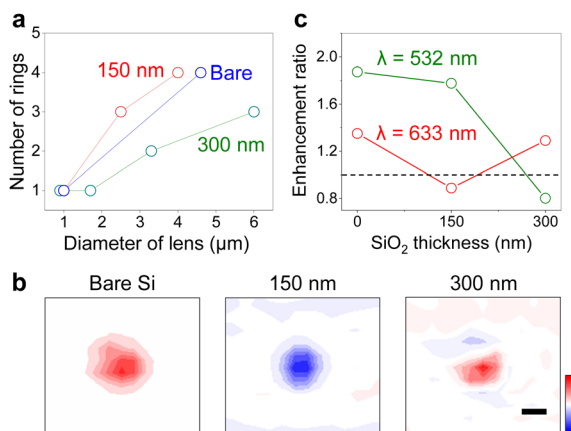 a
Number of rings
5
4
3
2
1
150 nm
Bare
300 nm
1 2 3 4 5 6
Diameter of lens (μm)
c
Enhancement ratio
2.0
1.6
1.2
0.8
λ = 532 nm
λ = 633 nm
0 150 300
SiO₂ thickness (nm)
b
Bare Si 150 nm 300 nm